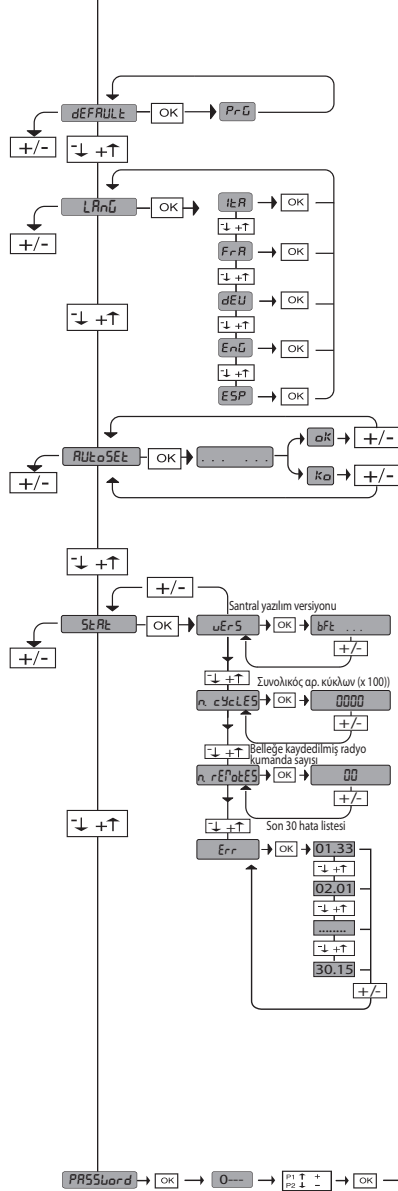 dEFAULt OK PrG
+/- -↓ +↑
LAnG OK ItA OK
+/- -↓ +↑
FrA OK
-↓ +↑
-↓ +↑ dEU OK
-↓ +↑
EnG OK
-↓ +↑
ESP OK
AUtoSEt OK ... ... oK +/-
+/- Ko +/-
-↓ +↑
+/-
Santral yazılım versiyonu
StAt OK vErS OK bFt ...
+/- +/-
-↓ +↑ Συνολικός αρ. κύκλων (x 100))
n. cYcLES OK 0000
+/-
-↓ +↑ Belleğe kaydedilmiş radyo
kumanda sayısı
n. rEMotES OK 00
+/-
-↓ +↑ -↓ +↑ Son 30 hata listesi
Err OK 01.33
-↓ +↑
02.01
-↓ +↑
........
-↓ +↑
30.15
+/-
PASSword OK 0--- P1 ↑ + OK
P2 ↓ -